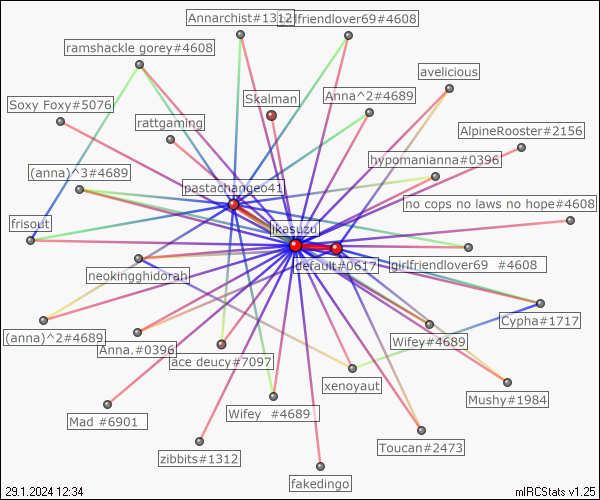 Annarchist#1312
girlfriendlover69#4608
ramshackle gorey#4608
avelicious
Skalman
Anna^2#4689
Soxy Foxy#5076
rattgaming
AlpineRooster#2156
hypomanianna#0396
(anna)^3#4689
pastachangeo41
no cops no laws no hope#4608
frisout
ikasuzu
default#0617
girlfriendlover69 #4608
neokingghidorah
Cypha#1717
(anna)^2#4689
Anna.#0396
Wifey#4689
ace deucy#7097
xenoyaut
Mushy#1984
Mad #6901
Wifey #4689
Toucan#2473
zibbits#1312
fakedingo
29.1.2024 12:34
mIRCStats v1.25